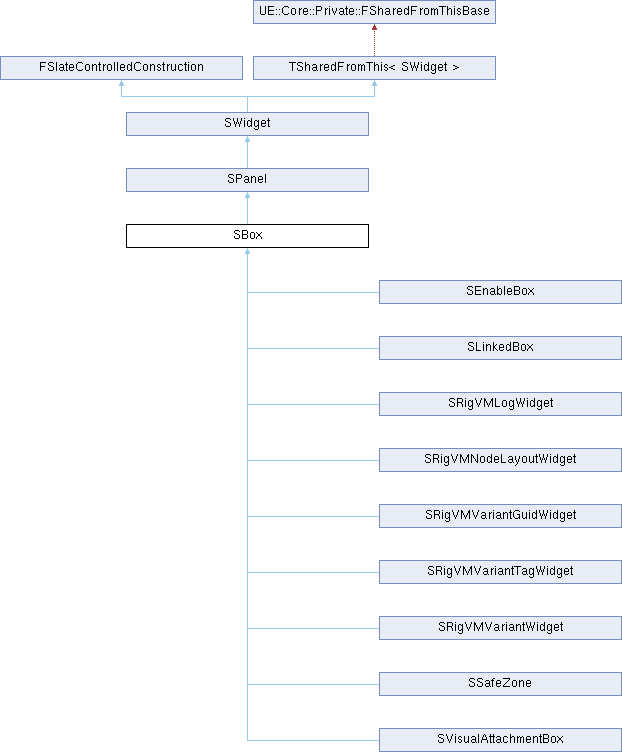 UE::Core::Private::FSharedFromThisBase
FSlateControlledConstruction
TSharedFromThis< SWidget >
SWidget
SPanel
SBox
SEnableBox
SLinkedBox
SRigVMLogWidget
SRigVMNodeLayoutWidget
SRigVMVariantGuidWidget
SRigVMVariantTagWidget
SRigVMVariantWidget
SSafeZone
SVisualAttachmentBox